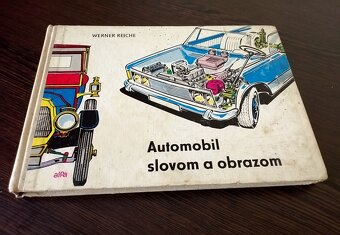 WERNER REICHE
Automobil
slovom a obrazom
alfa